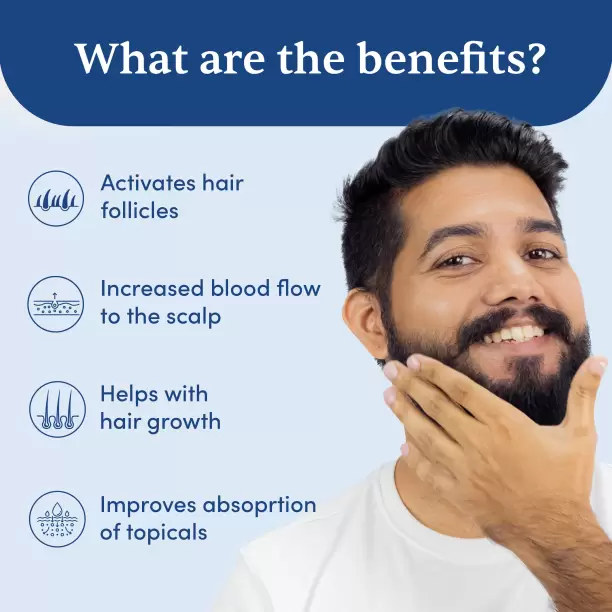 What are the benefits?
Activates hair
follicles
Increased blood flow
to the scalp
Helps with
hair growth
Improves absoprtion
of topicals